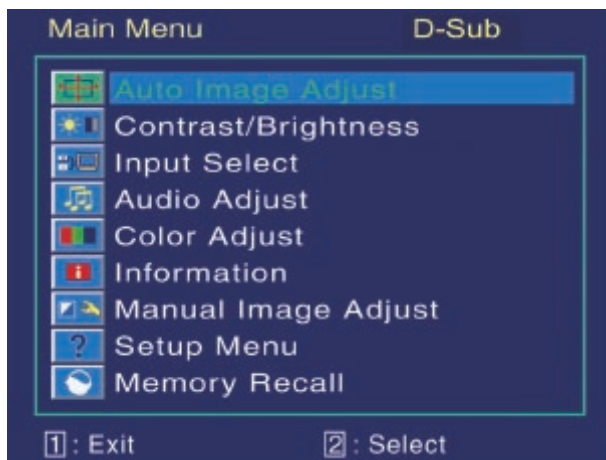 Main Menu D-Sub
Auto Image Adjust
Contrast/Brightness
Input Select
Audio Adjust
Color Adjust
i Information
Manual Image Adjust
? Setup Menu
Memory Recall
1 : Exit 2 : Select